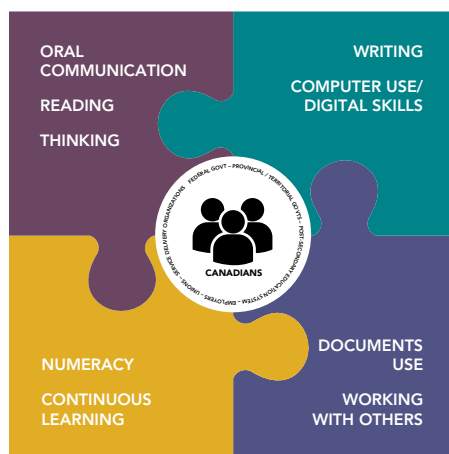 ORAL
COMMUNICATION
READING
THINKING
WRITING
COMPUTER USE/
DIGITAL SKILLS
FEDERAL GOVT – PROVINCIAL / TERRITORIAL GOVTS – POST-SECONDARY EDUCATION SYSTEM – EMPLOYERS – UNIONS – SERVICE DELIVERY ORGANIZATIONS
CANADIANS
NUMERACY
CONTINUOUS
LEARNING
DOCUMENTS
USE
WORKING
WITH OTHERS